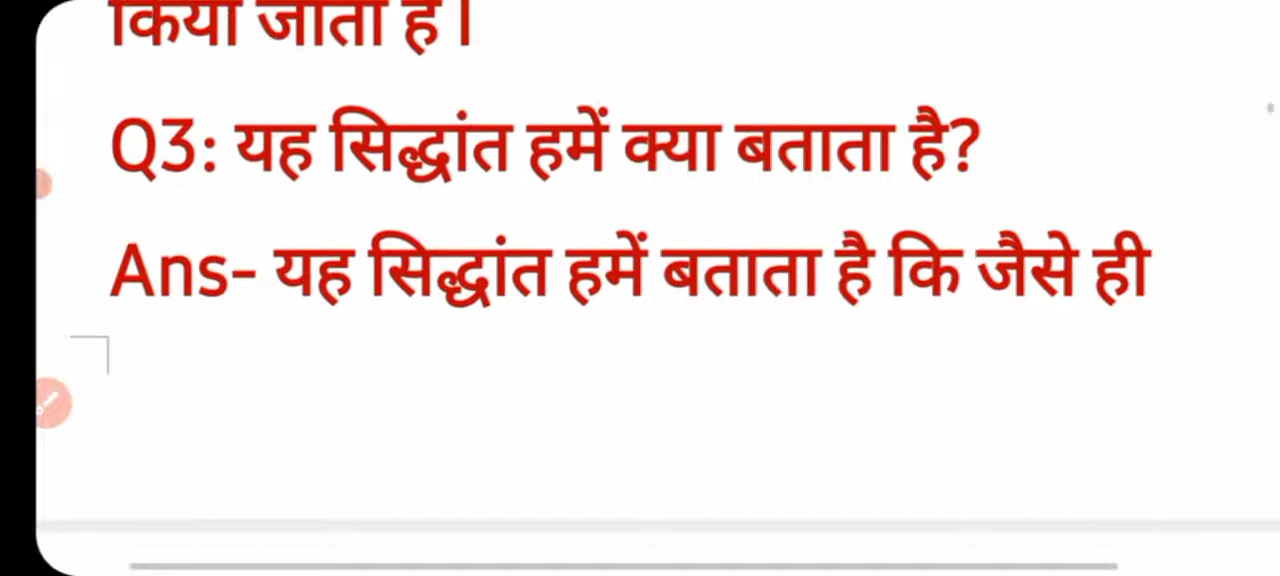 किया जाता है।
Q3: यह सिद्धांत हमें क्या बताता है?
Ans- यह सिद्धांत हमें बताता है कि जैसे ही